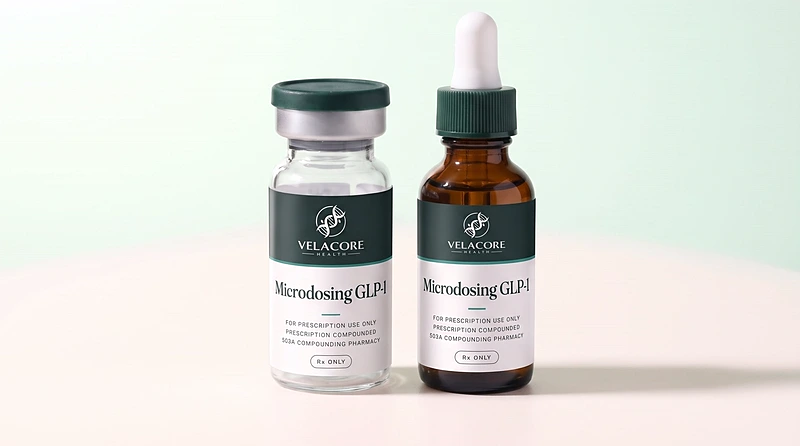 VELACORE
HEALTH
Microdosing GLP-1
FOR PRESCRIPTION USE ONLY
PRESCRIPTION COMPOUNDED
503A COMPOUNDING PHARMACY
Rx ONLY
VELACORE
HEALTH
Microdosing GLP-1
FOR PRESCRIPTION USE ONLY
PRESCRIPTION COMPOUNDED
503A COMPOUNDING PHARMACY
Rx ONLY